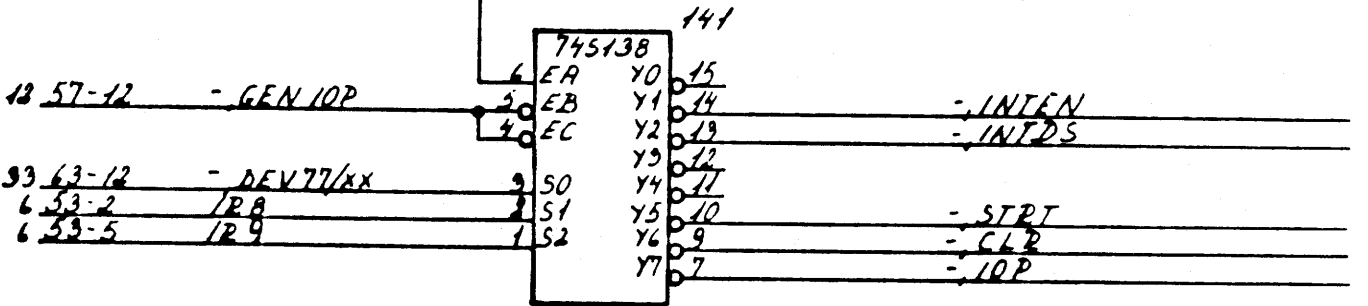 141
74S138
6 EA Y0 15
12 57-12 - GEN IOP 5 EB Y1 14 - INTEN
4 EC Y2 13 - INTDS
Y3 12
33 63-12 - DEV77/XX 3 S0 Y4 11
6 53-2 IR8 2 S1 Y5 10 - STRT
6 53-5 IR9 1 S2 Y6 9 - CLR
Y7 7 - IOP